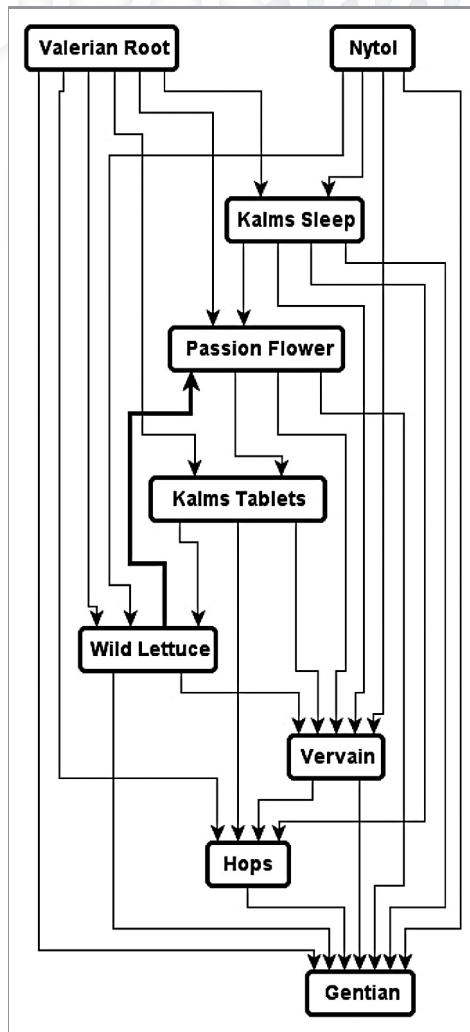 Valerian Root
Nytol
Kalms Sleep
Passion Flower
Kalms Tablets
Wild Lettuce
Vervain
Hops
Gentian